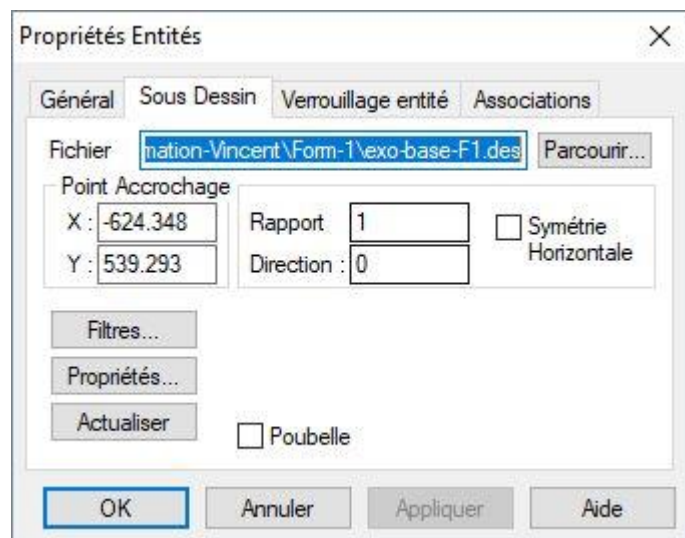 Propriétés Entités
Général Sous Dessin Verrouillage entité Associations
Fichier mation-Vincent\Form-1\exo-base-F1.des Parcourir...
Point Accrochage
X : -624.348 Rapport 1 Symétrie
Horizontale
Y : 539.293 Direction : 0
Filtres...
Propriétés...
Actualiser
Poubelle
OK Annuler Appliquer Aide